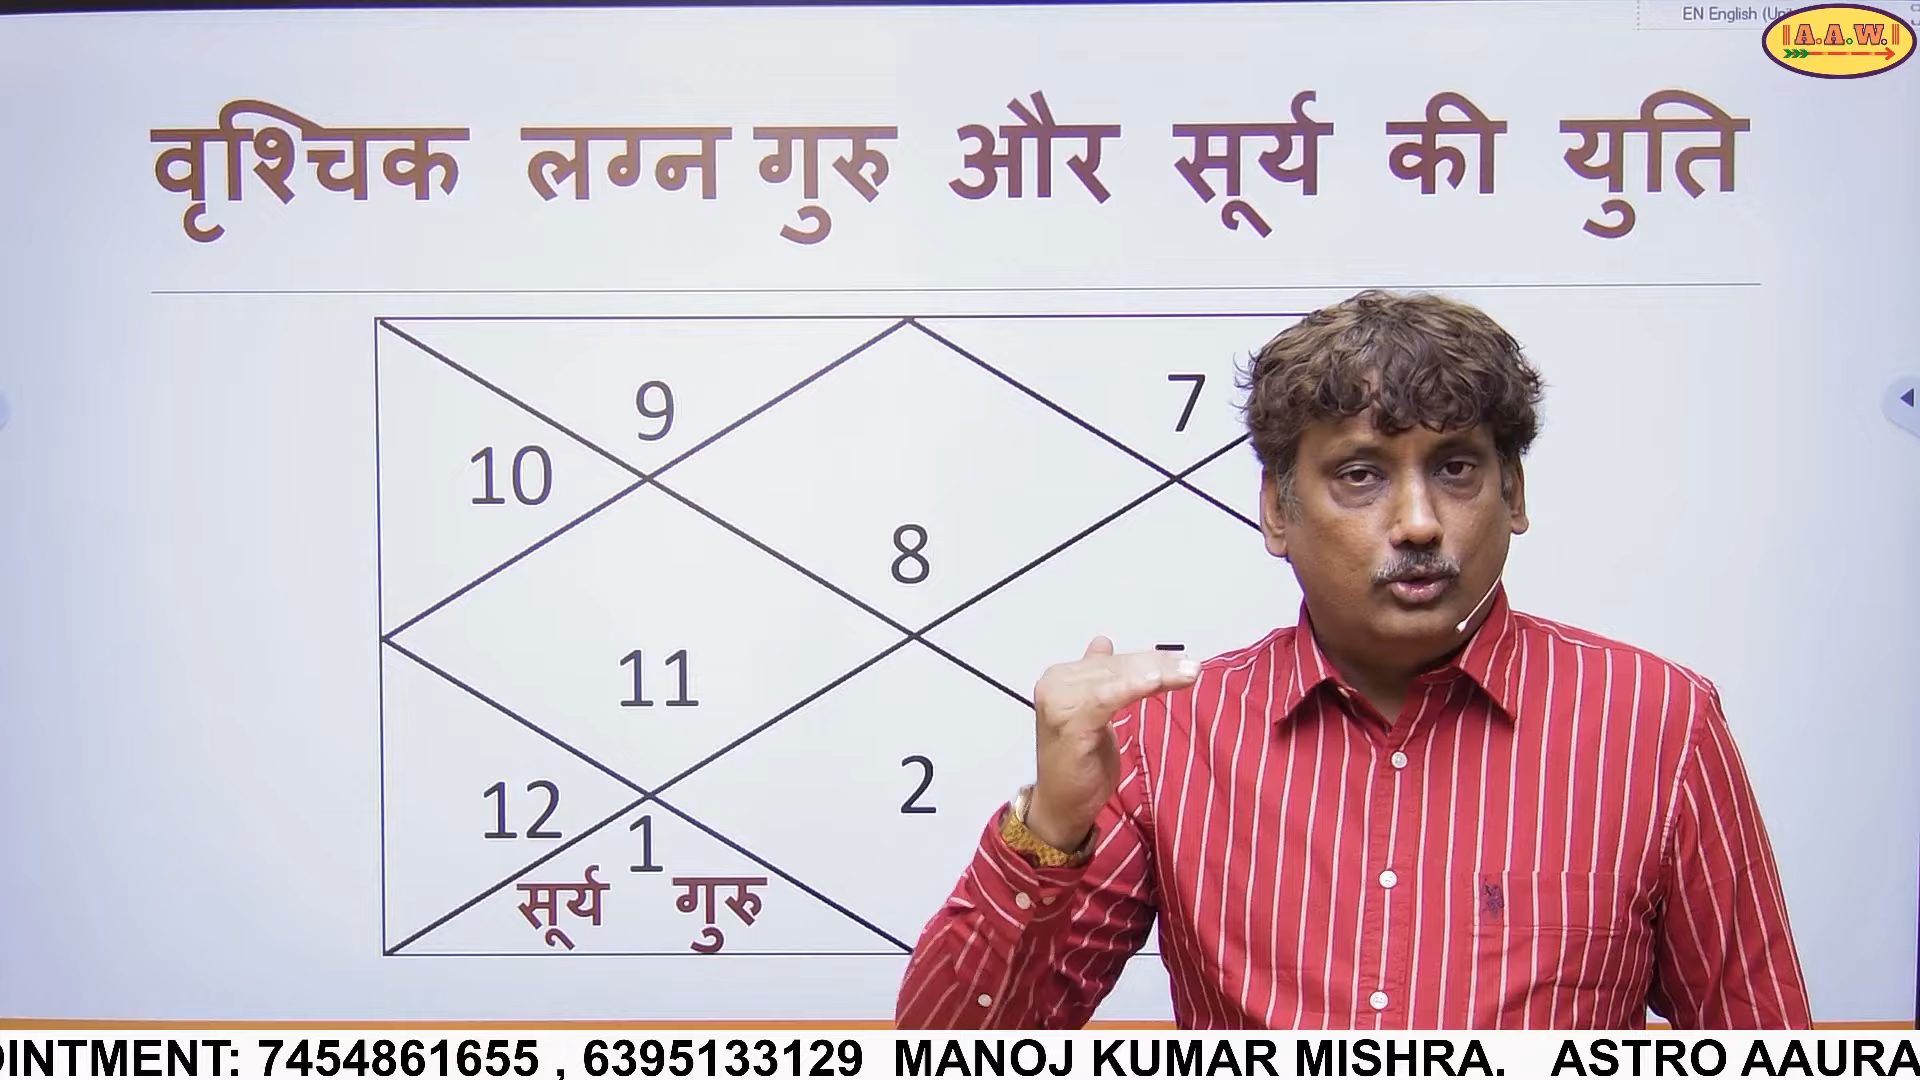 EN English
A.A.W.
वृश्चिक लग्न गुरु और सूर्य की युति
9
7
10
8
11
2
12
1
सूर्य गुरु
OINTMENT: 7454861655 , 6395133129 MANOJ KUMAR MISHRA. ASTRO AAURA